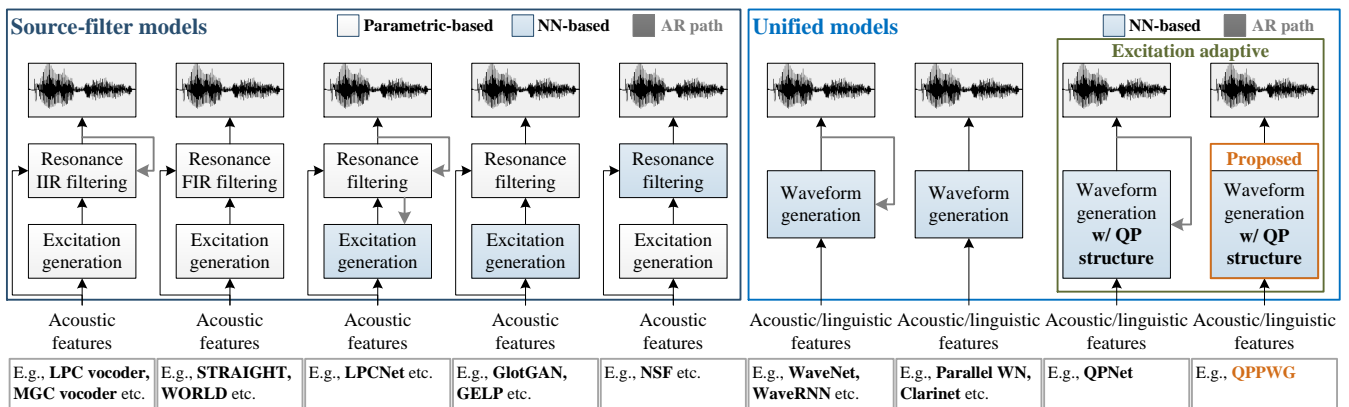 Source-filter models
Parametric-based
NN-based
AR path
Unified models
NN-based
AR path
Excitation adaptive
Resonance
IIR filtering
Excitation
generation
Acoustic
features
E.g., LPC vocoder,
MGC vocoder etc.
Resonance
FIR filtering
Excitation
generation
Acoustic
features
E.g., STRAIGHT,
WORLD etc.
Resonance
filtering
Excitation
generation
Acoustic
features
E.g., LPCNet etc.
Resonance
filtering
Excitation
generation
Acoustic
features
E.g., GlotGAN,
GELP etc.
Resonance
filtering
Excitation
generation
Acoustic
features
E.g., NSF etc.
Waveform
generation
Acoustic/linguistic
features
E.g., WaveNet,
WaveRNN etc.
Waveform
generation
Acoustic/linguistic
features
E.g., Parallel WN,
Clarinet etc.
Waveform
generation
w/ QP
structure
Acoustic/linguistic
features
E.g., QPNet
Proposed
Waveform
generation
w/ QP
structure
Acoustic/linguistic
features
E.g., QPPWG